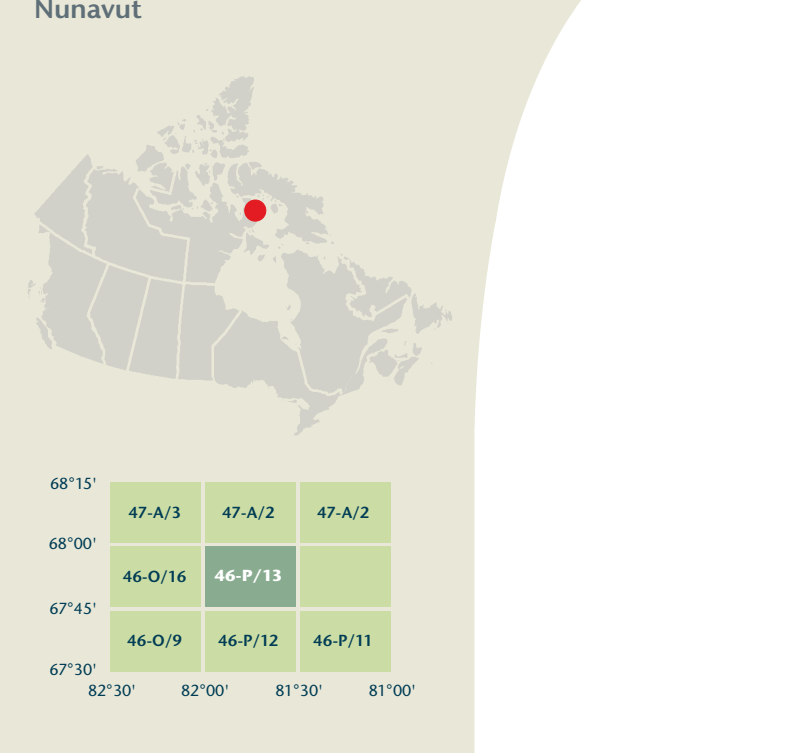 Nunavut
68°15'
47-A/3 47-A/2 47-A/2
68°00'
46-O/16 46-P/13
67°45'
46-O/9 46-P/12 46-P/11
67°30'
82°30' 82°00' 81°30' 81°00'